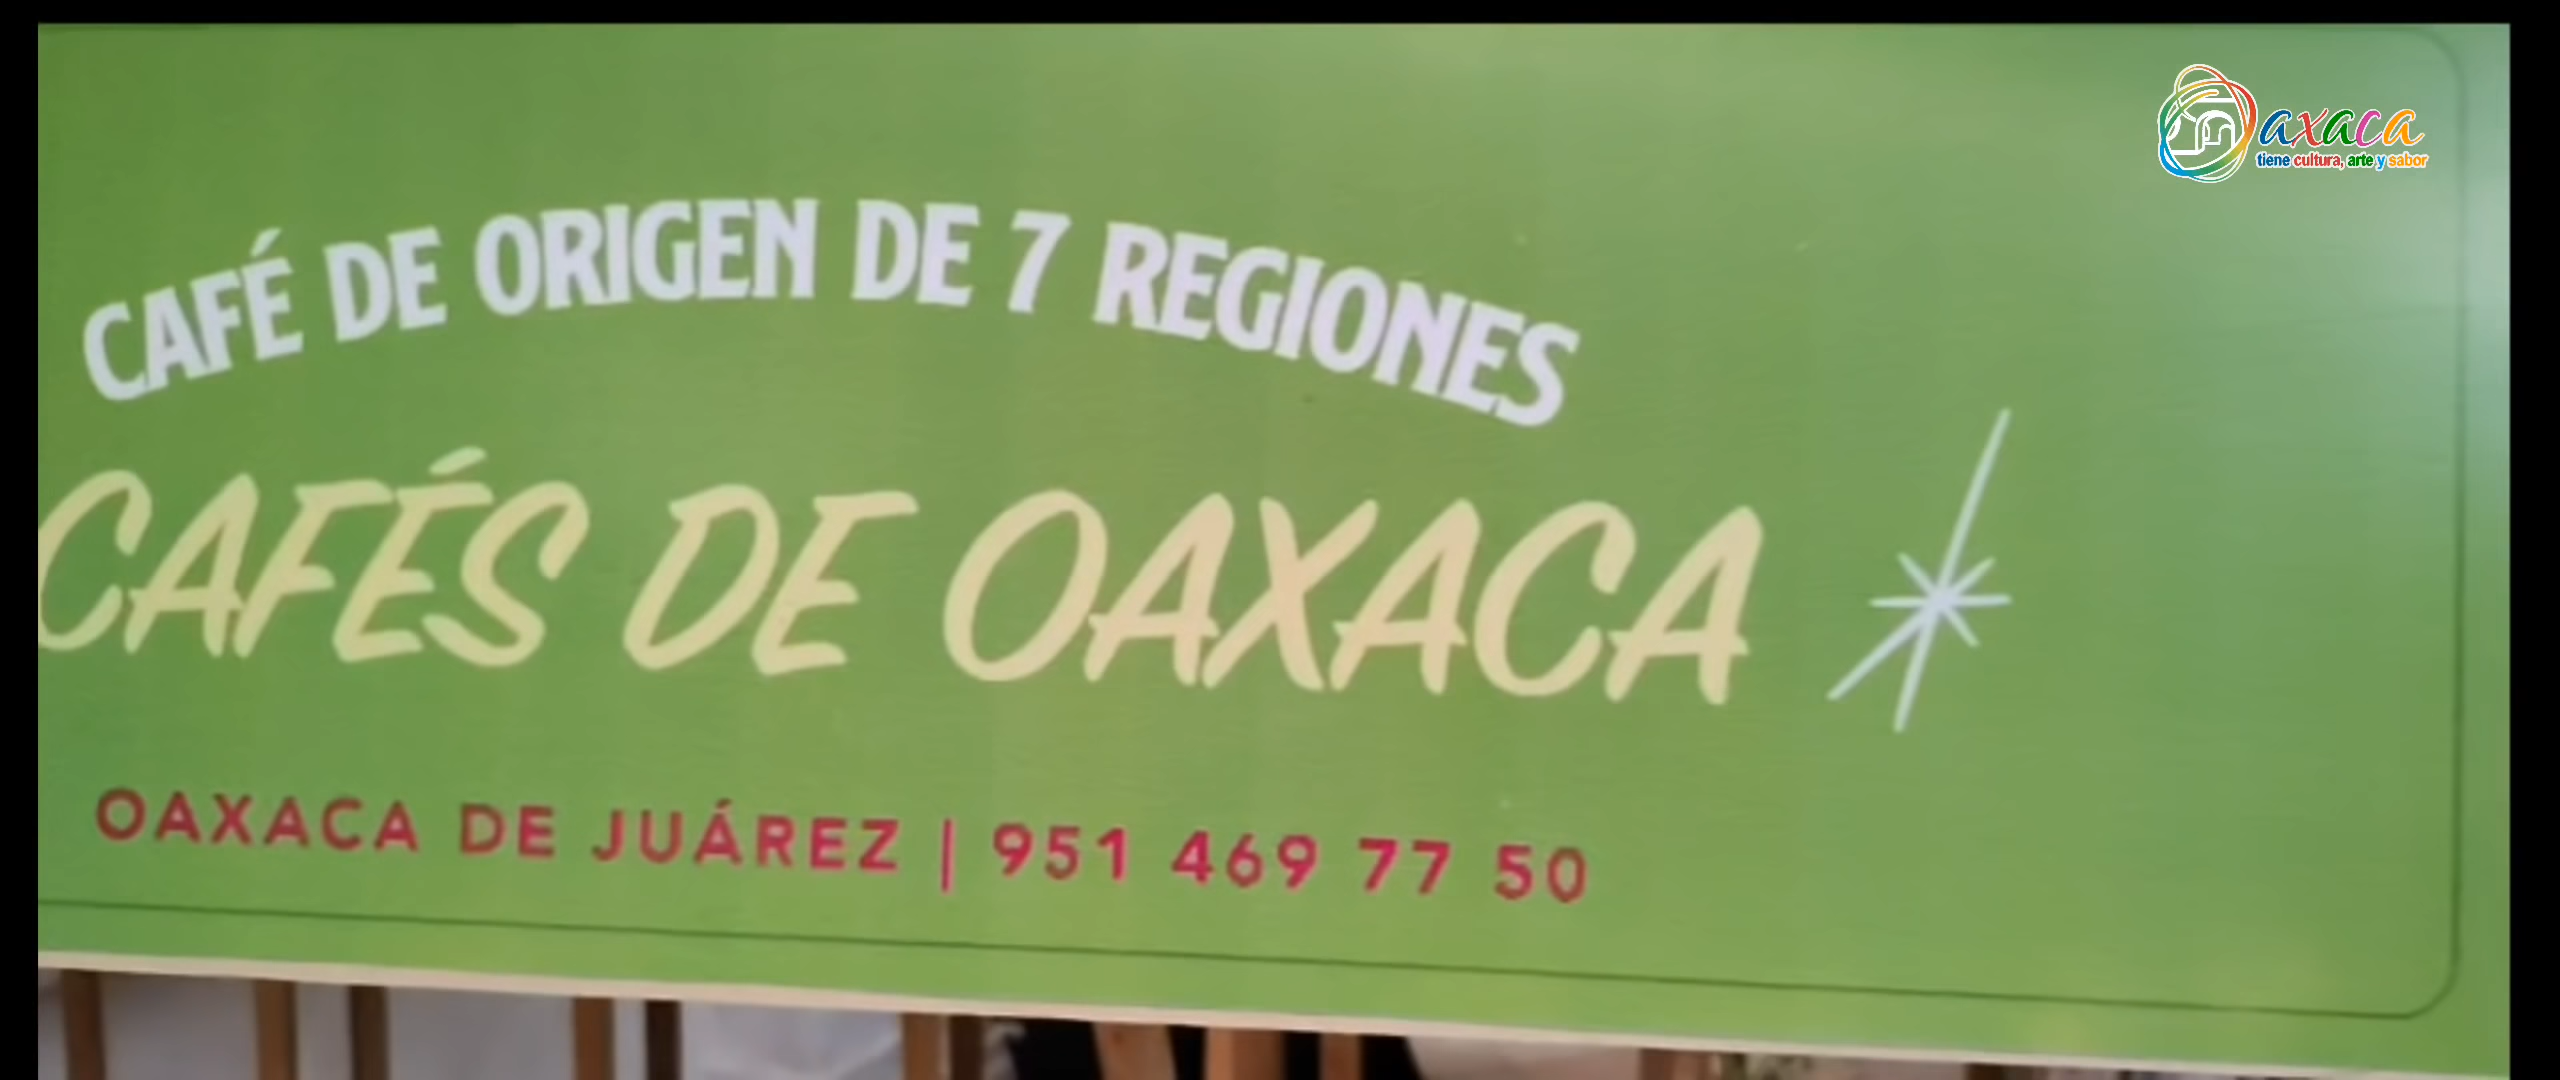 Oaxaca
tiene cultura, arte y sabor
CAFÉ DE ORIGEN DE 7 REGIONES
CAFÉS DE OAXACA
OAXACA DE JUÁREZ | 951 469 77 50